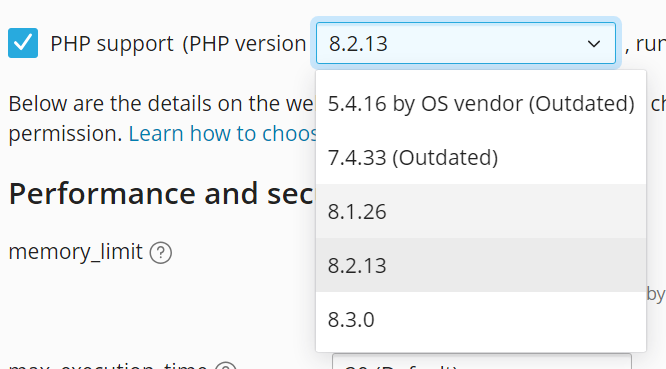 PHP support (PHP version 8.2.13 , run
5.4.16 by OS vendor (Outdated)
7.4.33 (Outdated)
8.1.26
8.2.13
8.3.0
Below are the details on the we ch
permission. Learn how to choos
Performance and sec
memory_limit ?
by